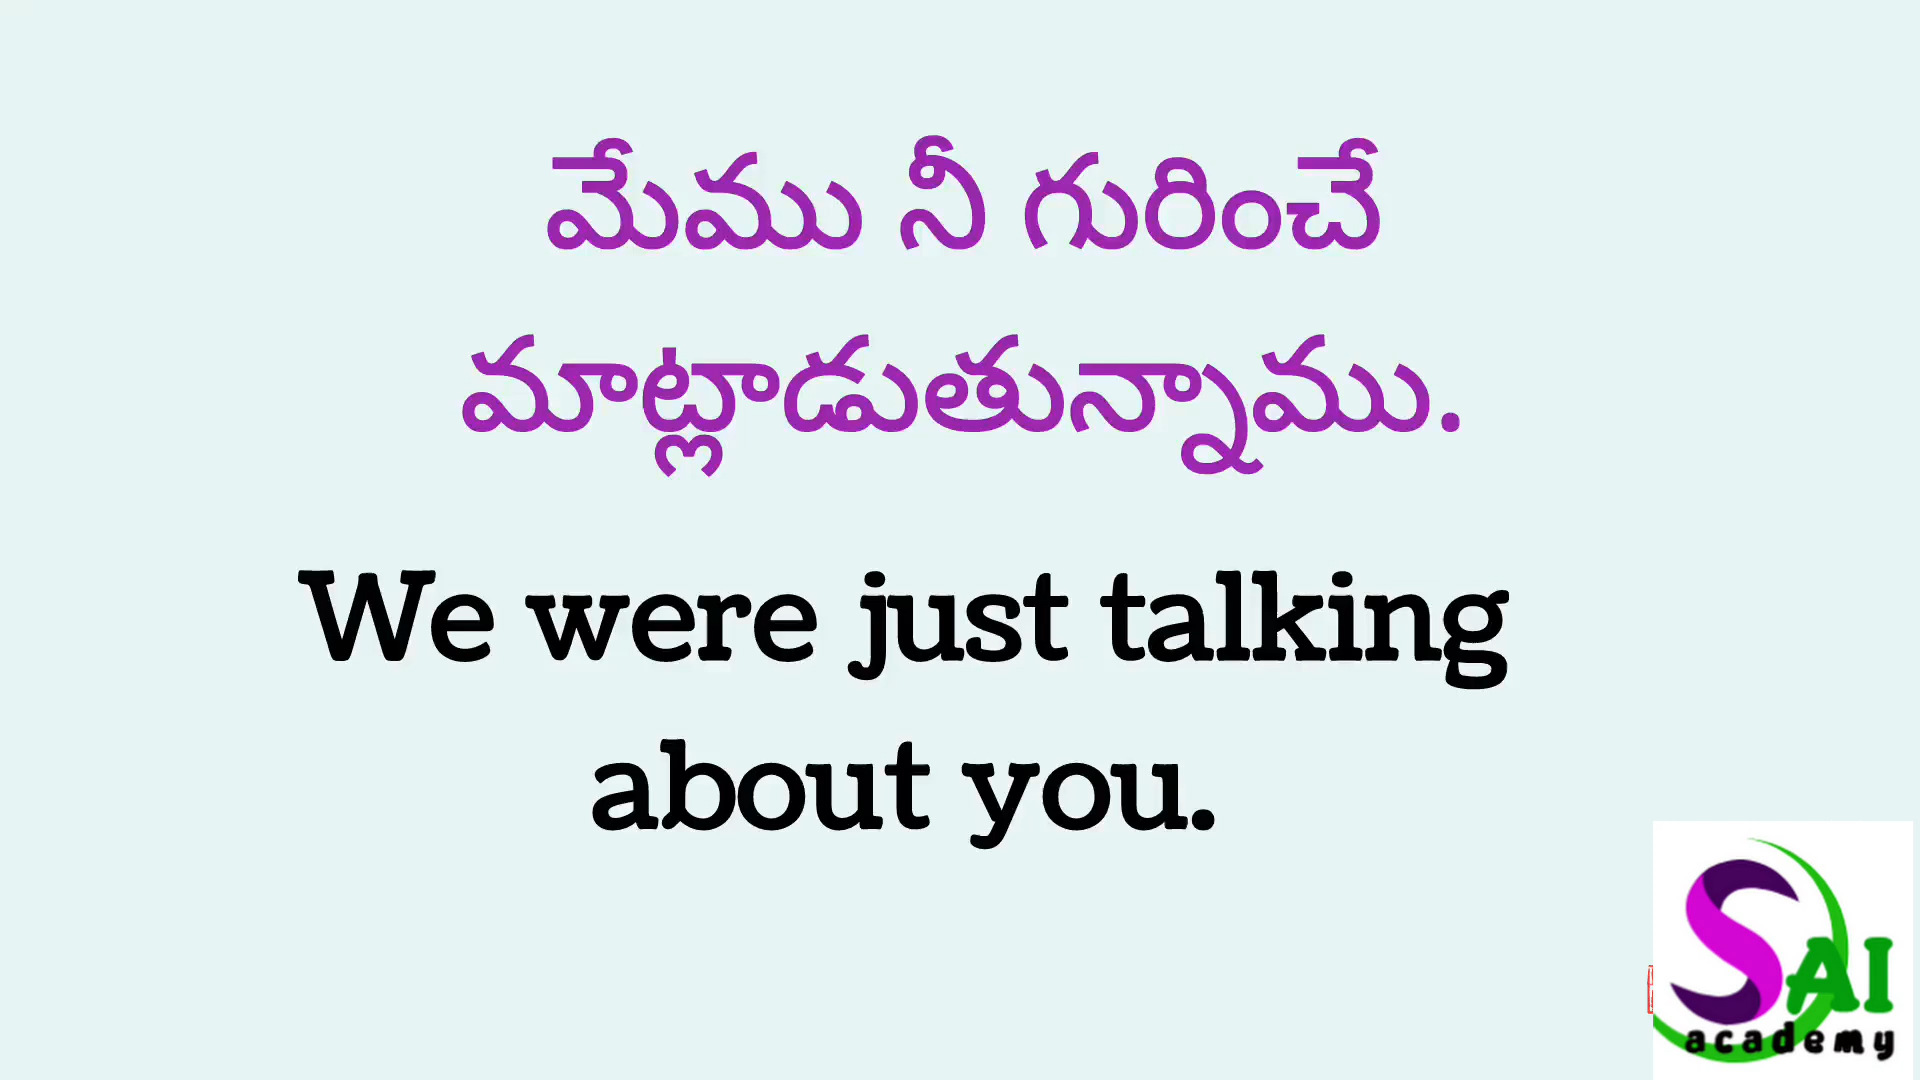 మేము నీ గురించే
మాట్లాడుతున్నాము.
We were just talking
about you.
SAI
academy